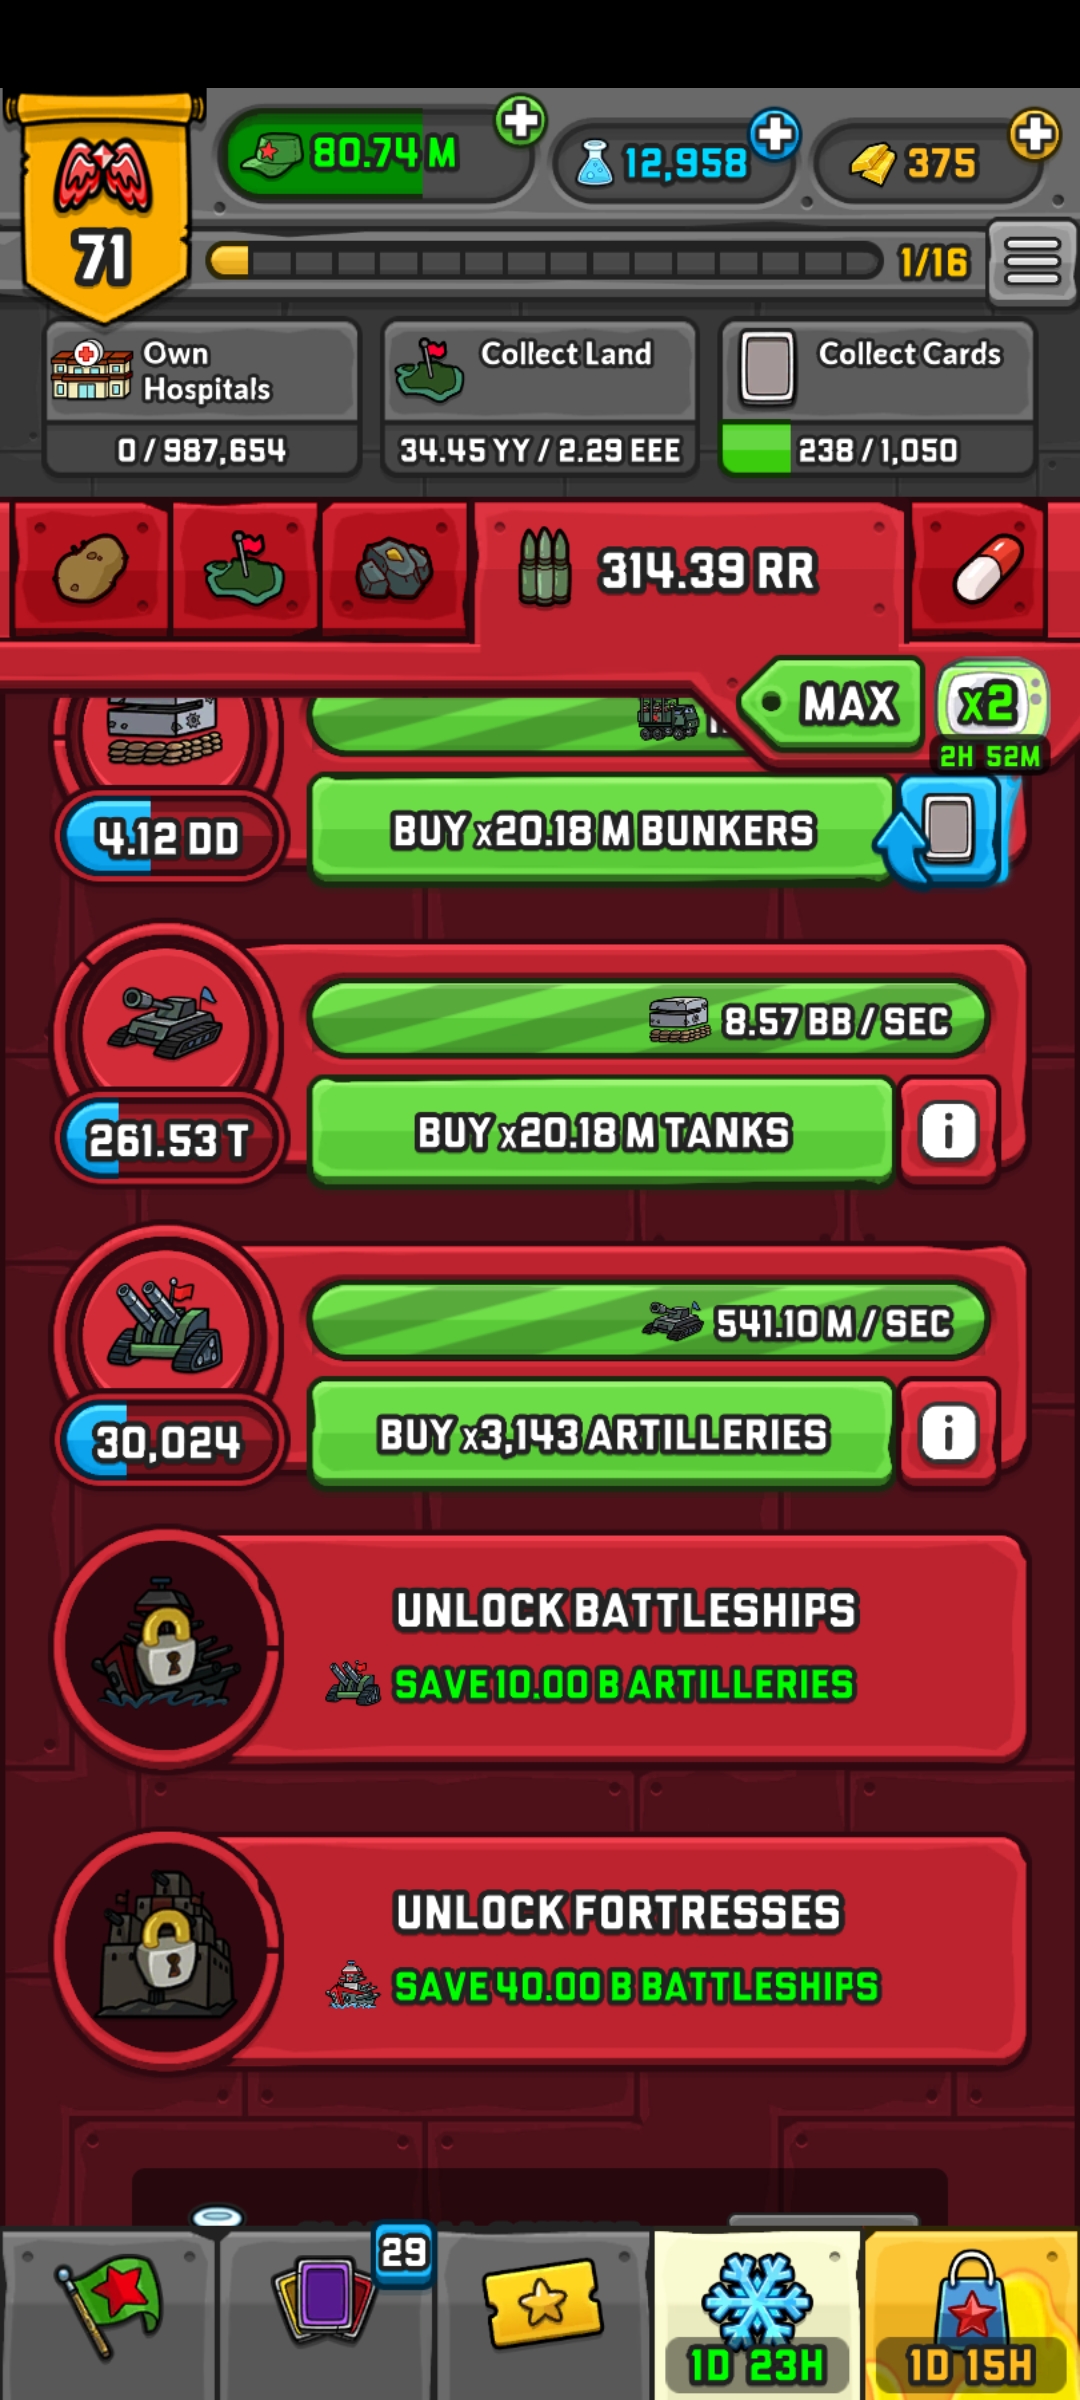 80.74 M
12,958
375
71
1/16
Own
Hospitals
Collect Land
Collect Cards
0 / 987,654
34.45 YY / 2.29 EEE
238 / 1,050
314.39 RR
MAX
x2
2H 52M
4.12 DD
BUY x20.18 M BUNKERS
8.57 BB / SEC
261.53 T
BUY x20.18 M TANKS
i
541.10 M / SEC
30,024
BUY x3,143 ARTILLERIES
i
UNLOCK BATTLESHIPS
SAVE 10.00 B ARTILLERIES
UNLOCK FORTRESSES
SAVE 40.00 B BATTLESHIPS
29
1D 23H
1D 15H